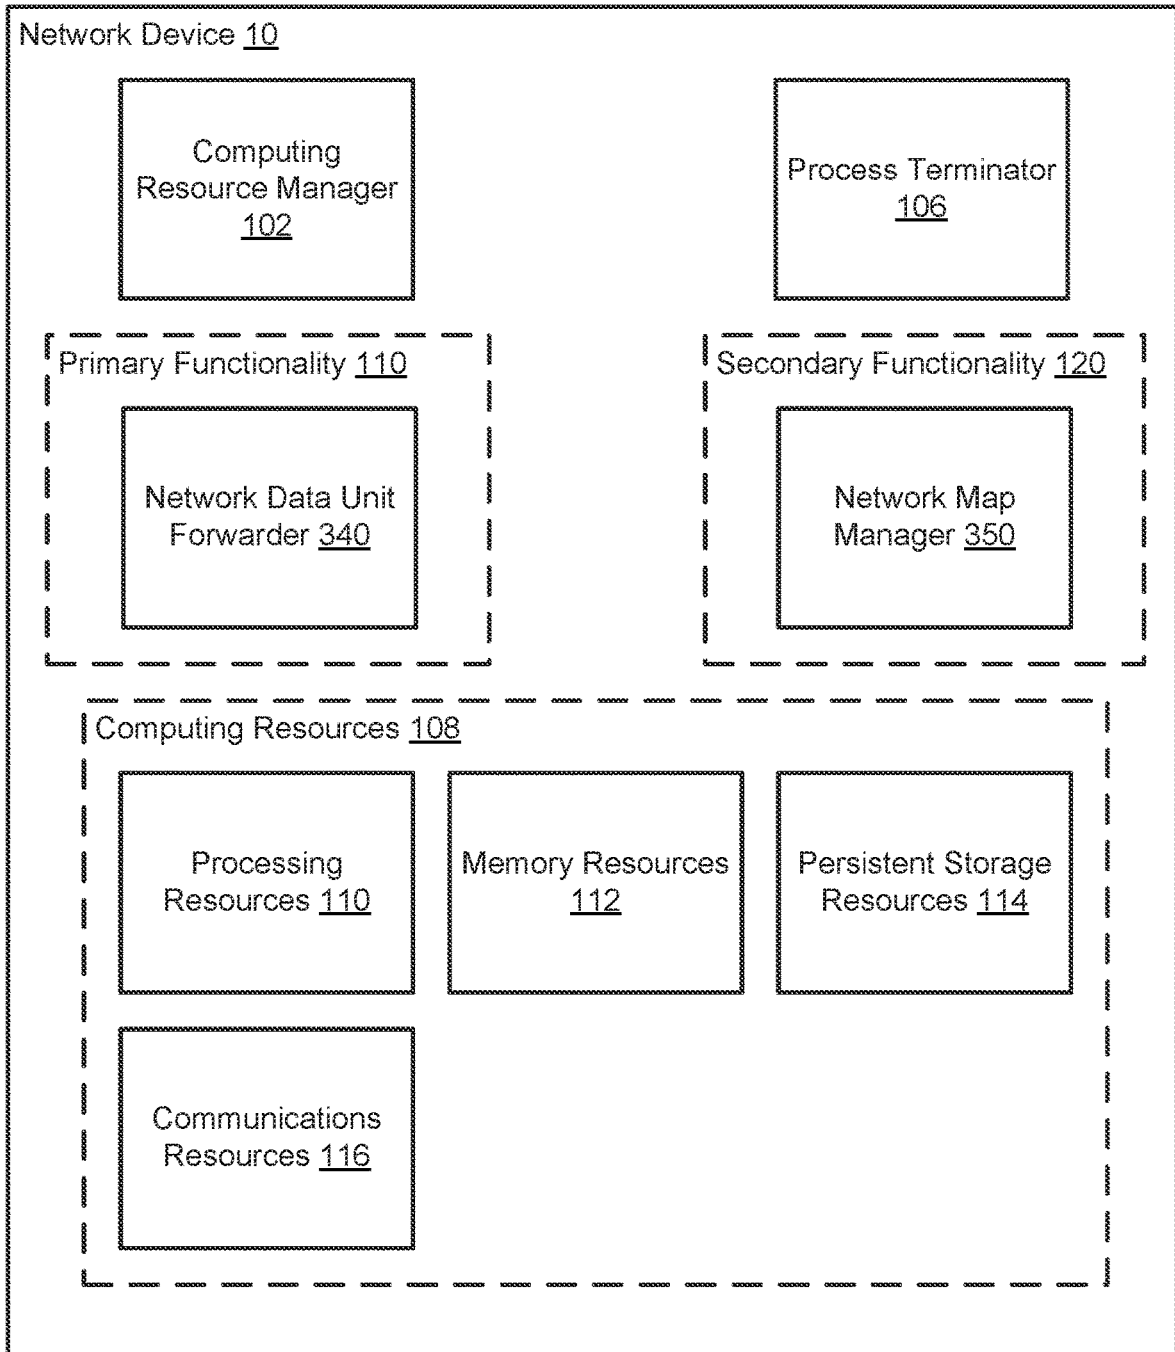 Network Device 10
Computing
Resource Manager
102
Process Terminator
106
Primary Functionality 110
Network Data Unit
Forwarder 340
Secondary Functionality 120
Network Map
Manager 350
Computing Resources 108
Processing
Resources 110
Memory Resources
112
Persistent Storage
Resources 114
Communications
Resources 116